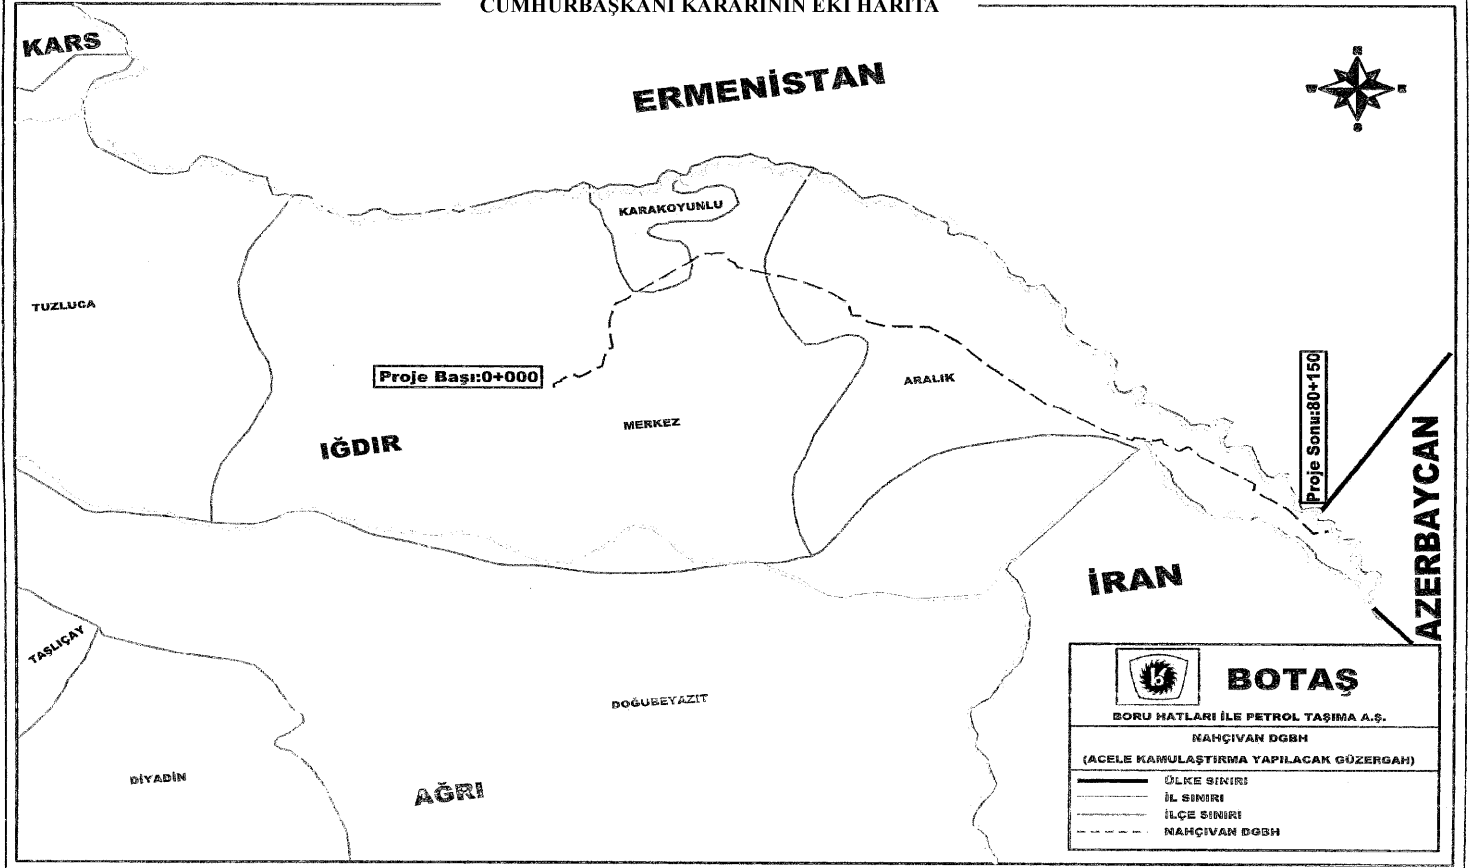 CUMHURBAŞKANI KARARININ EKİ HARİTA
KARS
ERMENİSTAN
KARAKOYUNLU
TUZLUCA
Proje Başı:0+000
ARALIK
MERKEZ
IĞDIR
Proje Sonu:80+150
AZERBAYCAN
İRAN
TAŞLIÇAY
DOĞUBEYAZIT
DİYADİN
AĞRI
BOTAŞ
BORU HATLARI İLE PETROL TAŞIMA A.Ş.
NAHÇIVAN DGBH
(ACELE KAMULAŞTIRMA YAPILACAK GÜZERGAH)
ÜLKE SINIRI
İL SINIRI
İLÇE SINIRI
NAHÇIVAN DGBH